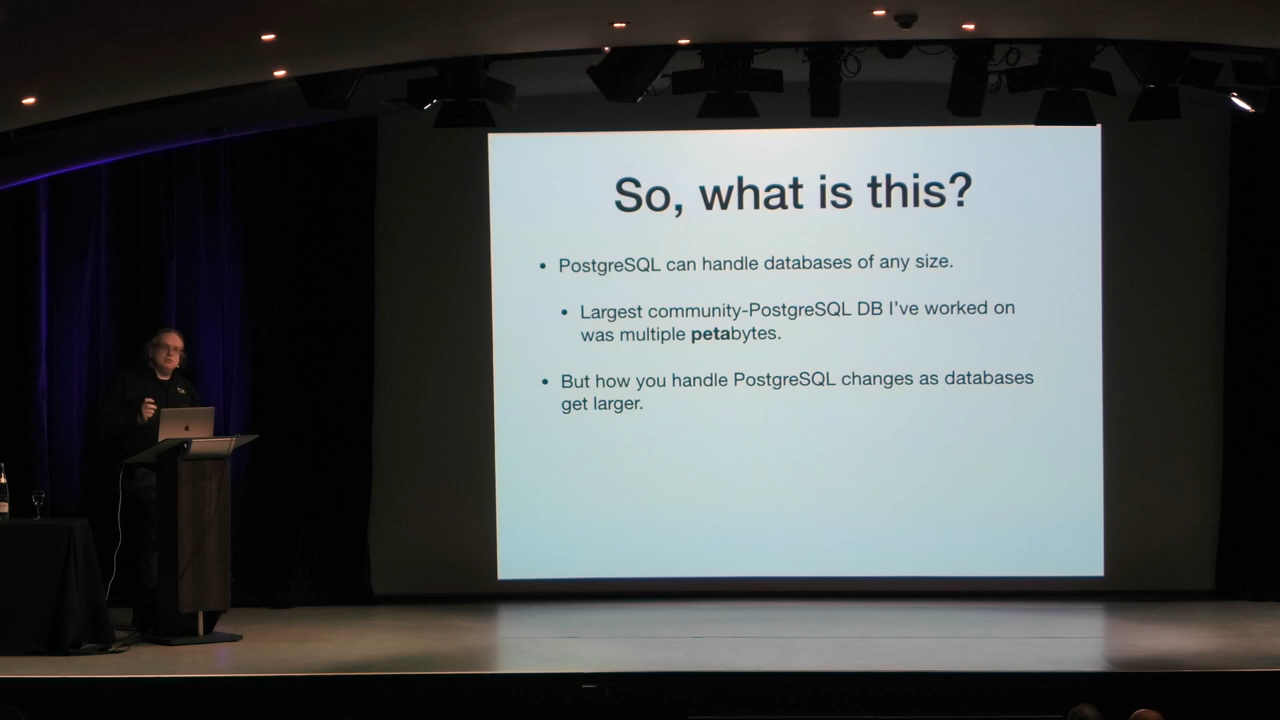 So, what is this?
• PostgreSQL can handle databases of any size.
• Largest community-PostgreSQL DB I've worked on
was multiple petabytes.
• But how you handle PostgreSQL changes as databases
get larger.